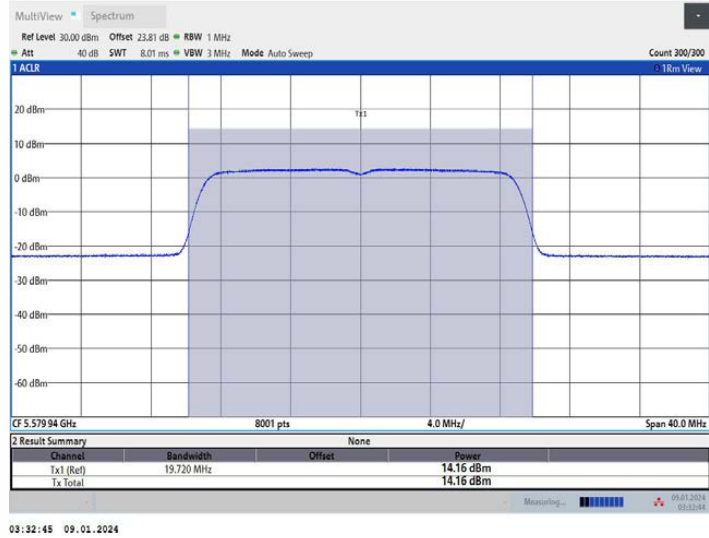 MultiView Spectrum
Ref Level 30.00 dBm Offset 23.81 dB RBW 1 MHz
Att 40 dB SWT 8.01 ms VBW 3 MHz Mode Auto Sweep Count 300/300
1 ACLR 1Rm View
Tx1
20 dBm
10 dBm
0 dBm
-10 dBm
-20 dBm
-30 dBm
-40 dBm
-50 dBm
-60 dBm
CF 5.579 94 GHz 8001 pts 4.0 MHz/ Span 40.0 MHz
2 Result Summary None
Channel Bandwidth Offset Power
Tx1 (Ref) 19.720 MHz 14.16 dBm
Tx Total 14.16 dBm
Measuring... 09.01.2024
03:32:44
03:32:45 09.01.2024